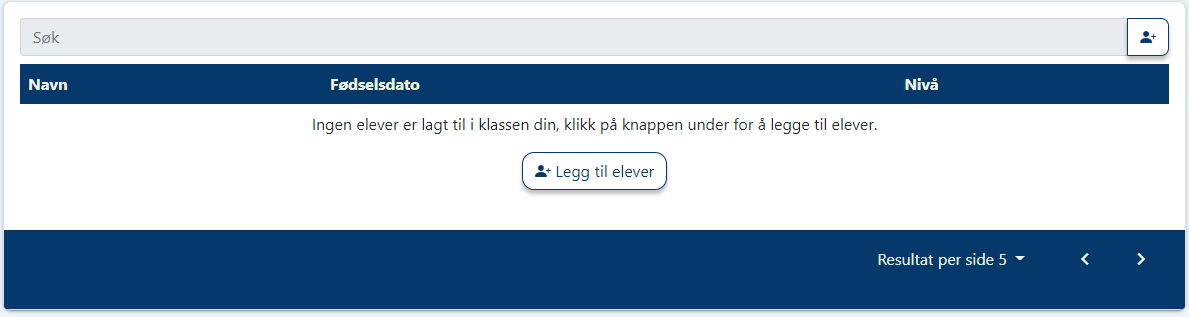 Søk
Navn Fødselsdato Nivå
Ingen elever er lagt til i klassen din, klikk på knappen under for å legge til elever.
Legg til elever
Resultat per side 5